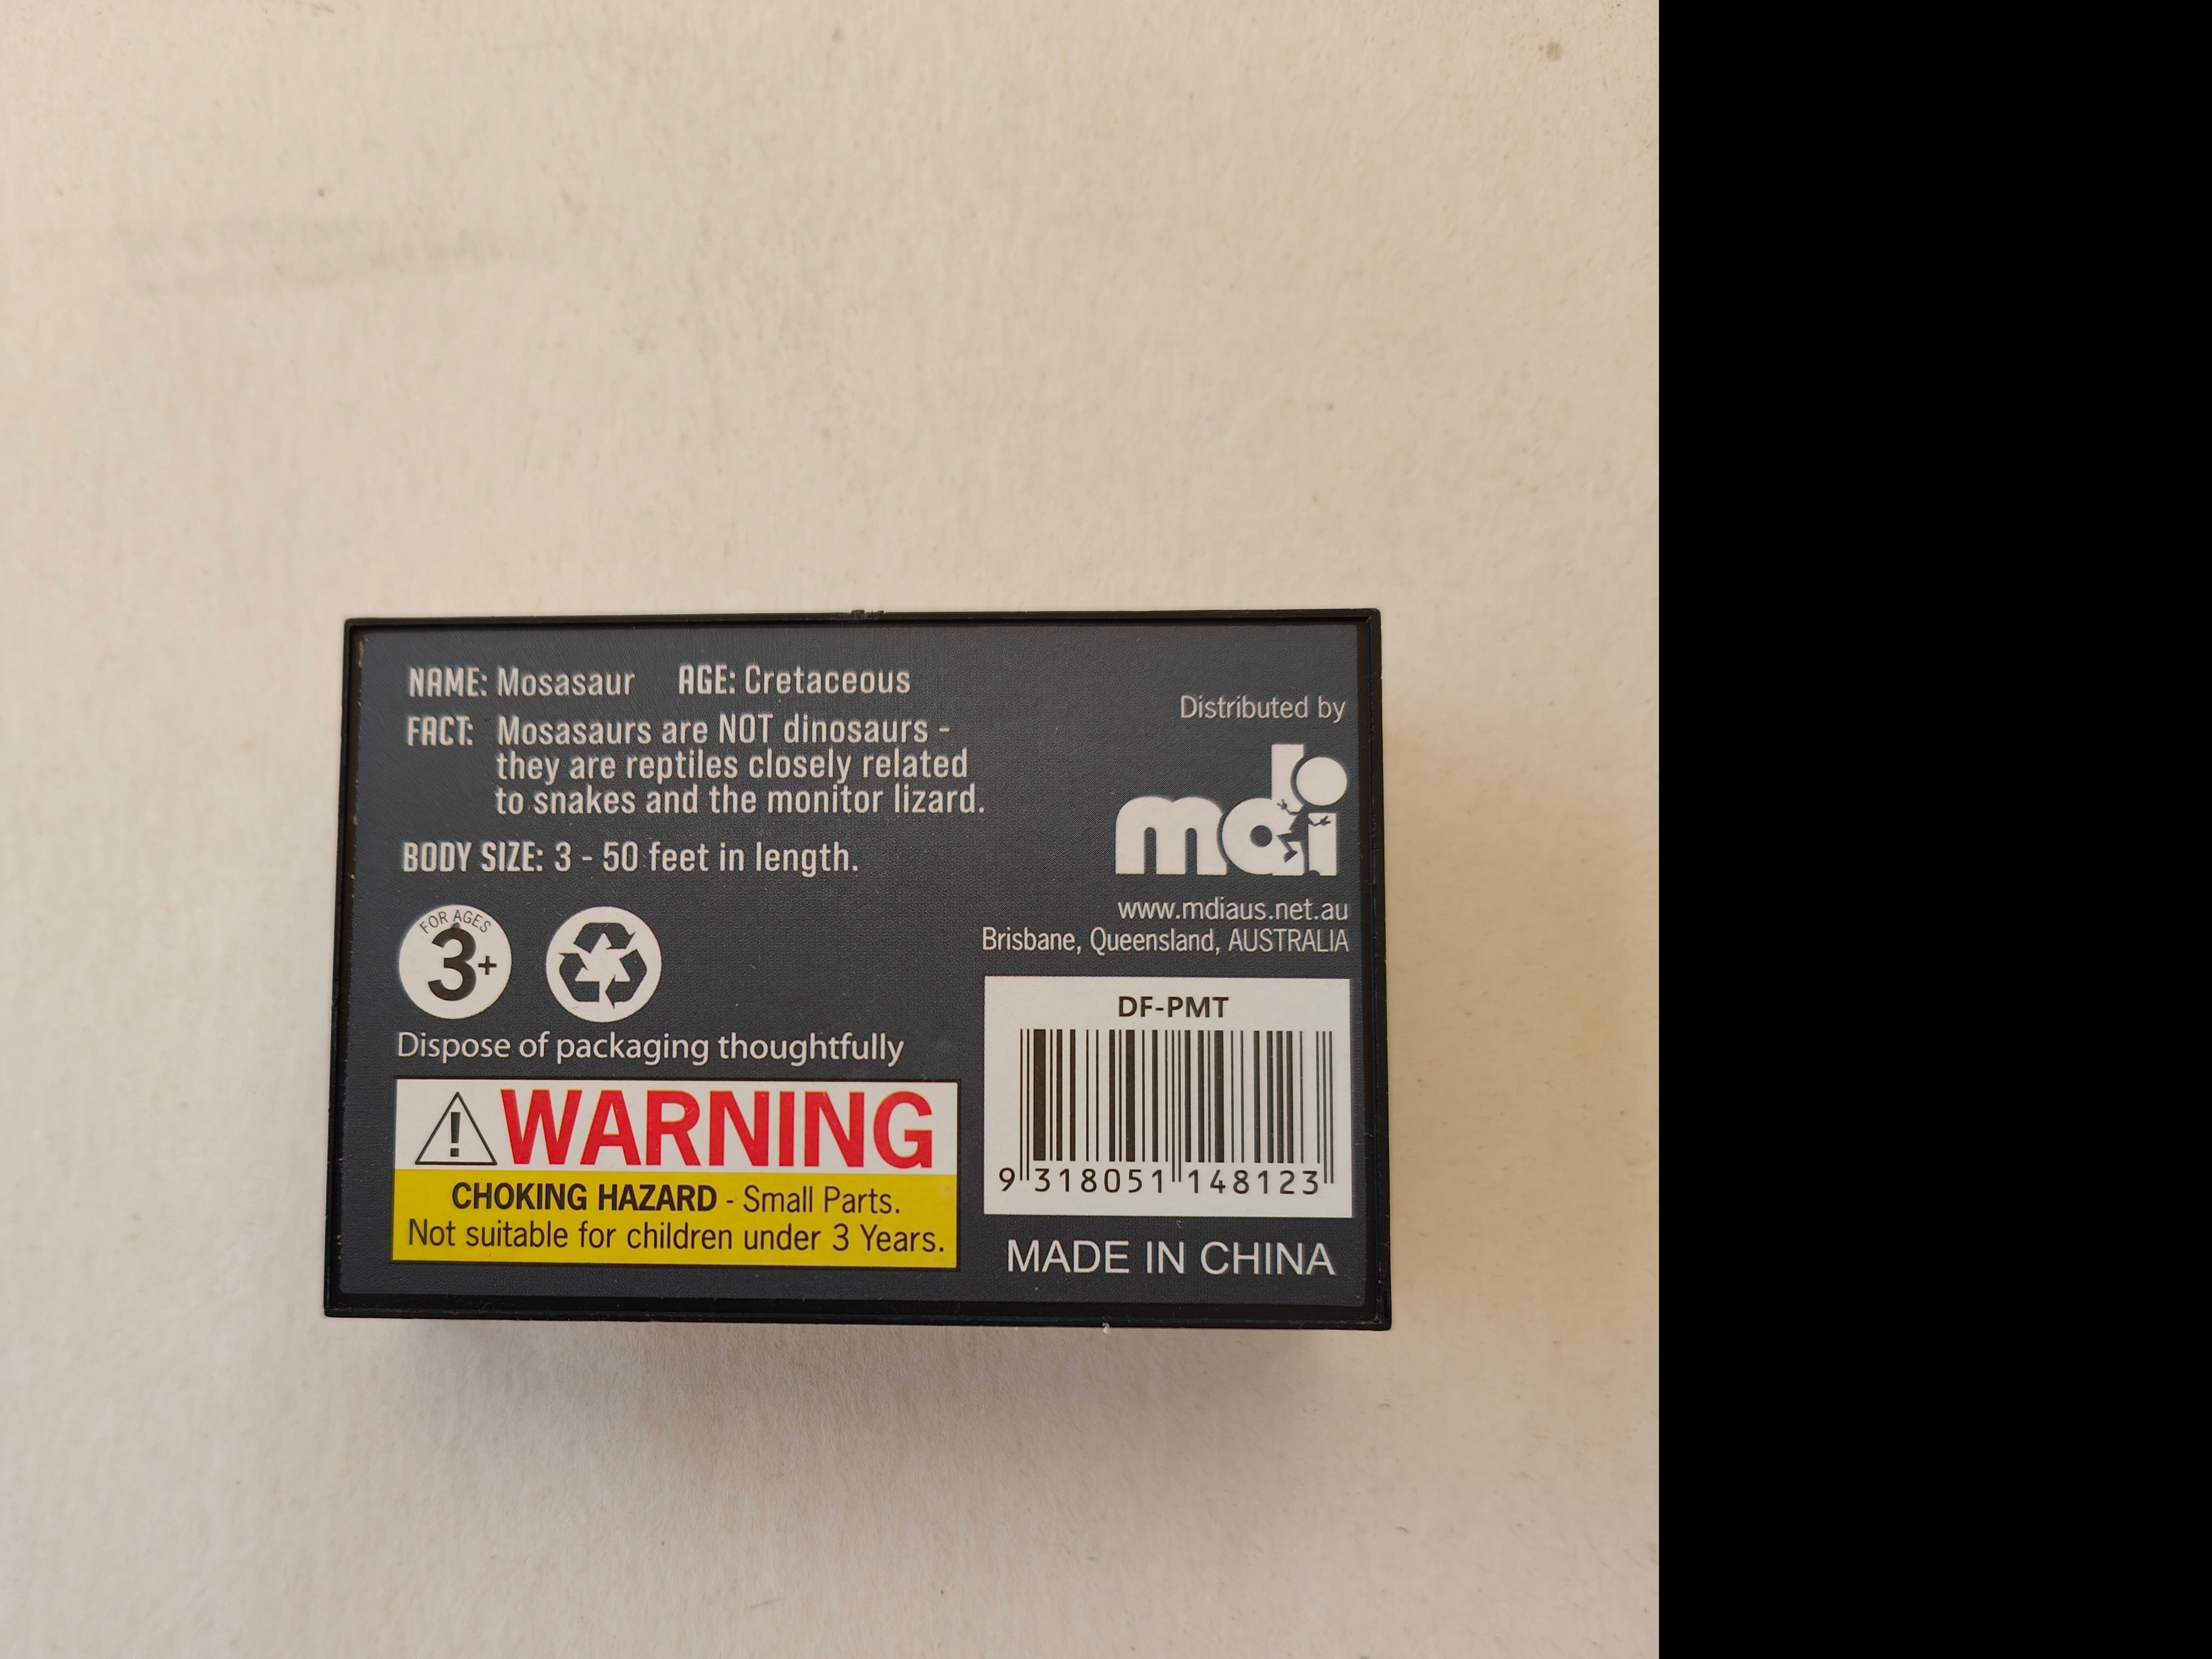 NAME: Mosasaur AGE: Cretaceous
FACT: Mosasaurs are NOT dinosaurs -
they are reptiles closely related
to snakes and the monitor lizard.
BODY SIZE: 3 - 50 feet in length.
FOR AGES
3+
Dispose of packaging thoughtfully
WARNING
CHOKING HAZARD - Small Parts.
Not suitable for children under 3 Years.
Distributed by
mdi
www.mdiaus.net.au
Brisbane, Queensland, AUSTRALIA
DF-PMT
9 318051 148123
MADE IN CHINA